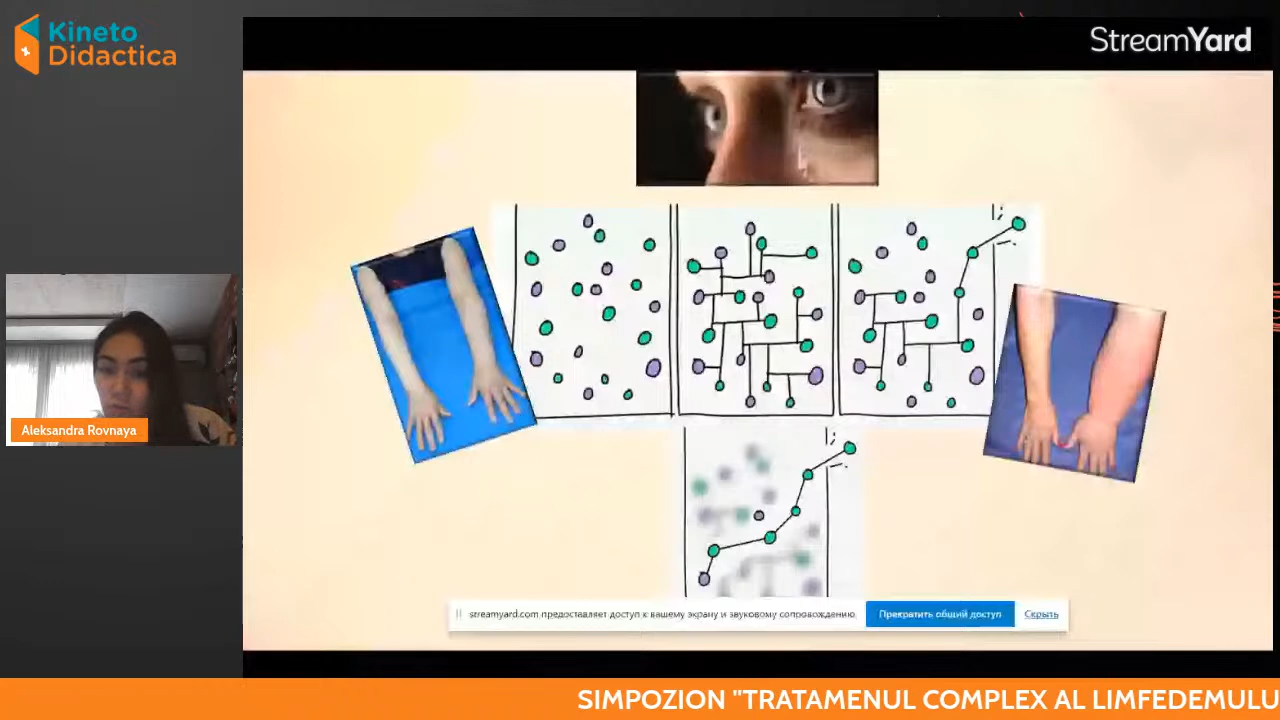 Kineto
Didactica
StreamYard
Aleksandra Rovnaya
streamyard.com предоставляет доступ к вашему экрану и звуковому сопровождению.
Прекратить общий доступ
Скрыть
SIMPOZION "TRATAMENUL COMPLEX AL LIMFEDEMULU